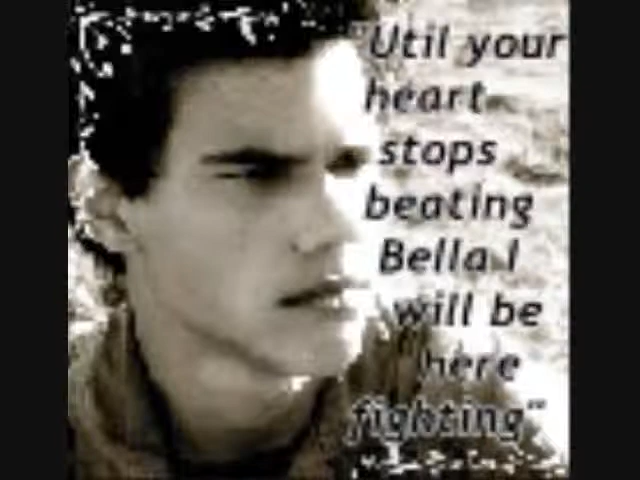 "Util your
heart
stops
beating
Bella I
will be
here
fighting"